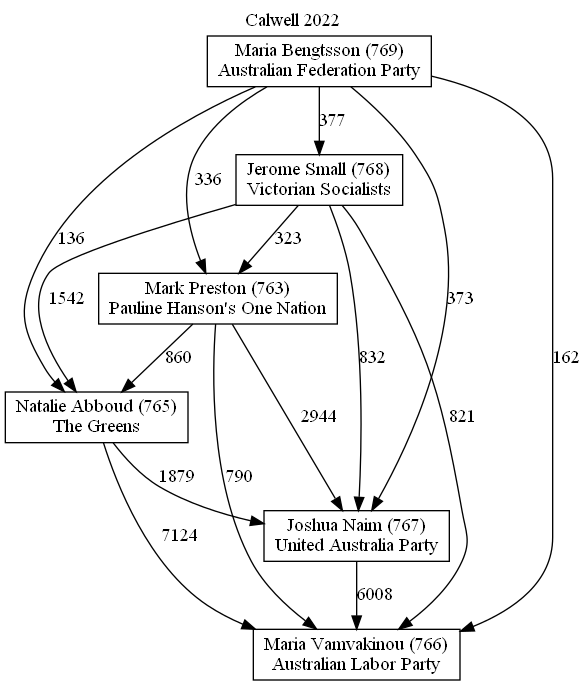 Calwell 2022
Maria Bengtsson (769)
Australian Federation Party
377
Jerome Small (768)
Victorian Socialists
336
136
323
1542
Mark Preston (763)
Pauline Hanson's One Nation
373
860
832
162
Natalie Abboud (765)
The Greens
2944
821
1879
790
7124
Joshua Naim (767)
United Australia Party
6008
Maria Vamvakinou (766)
Australian Labor Party